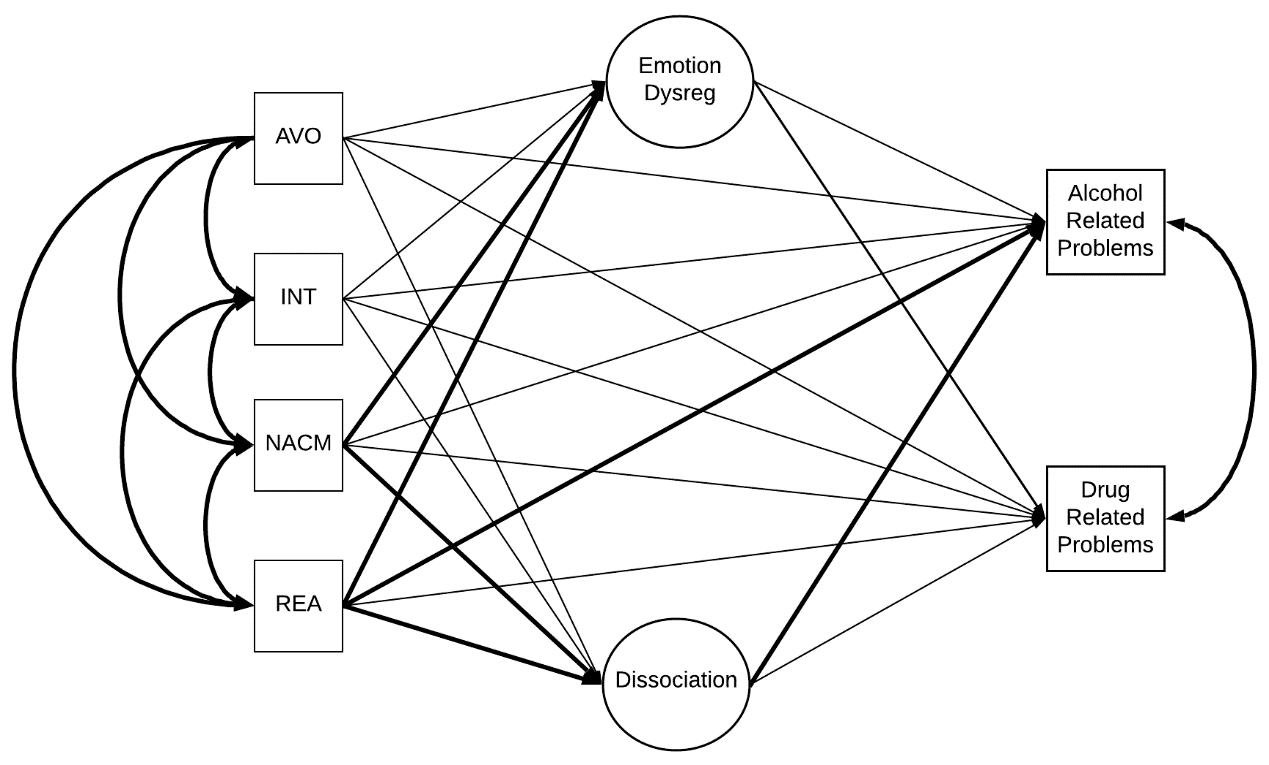 Emotion
Dysreg
AVO
Alcohol
Related
Problems
INT
NACM
Drug
Related
Problems
REA
Dissociation